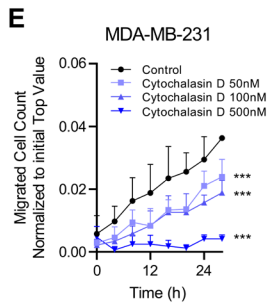 E
MDA-MB-231
Control
Cytochalasin D 50nM
Cytochalasin D 100nM
Cytochalasin D 500nM
Migrated Cell Count
Normalized to initial Top Value
0.06
0.04
0.02
0.00
***
***
***
0
12
24
Time (h)